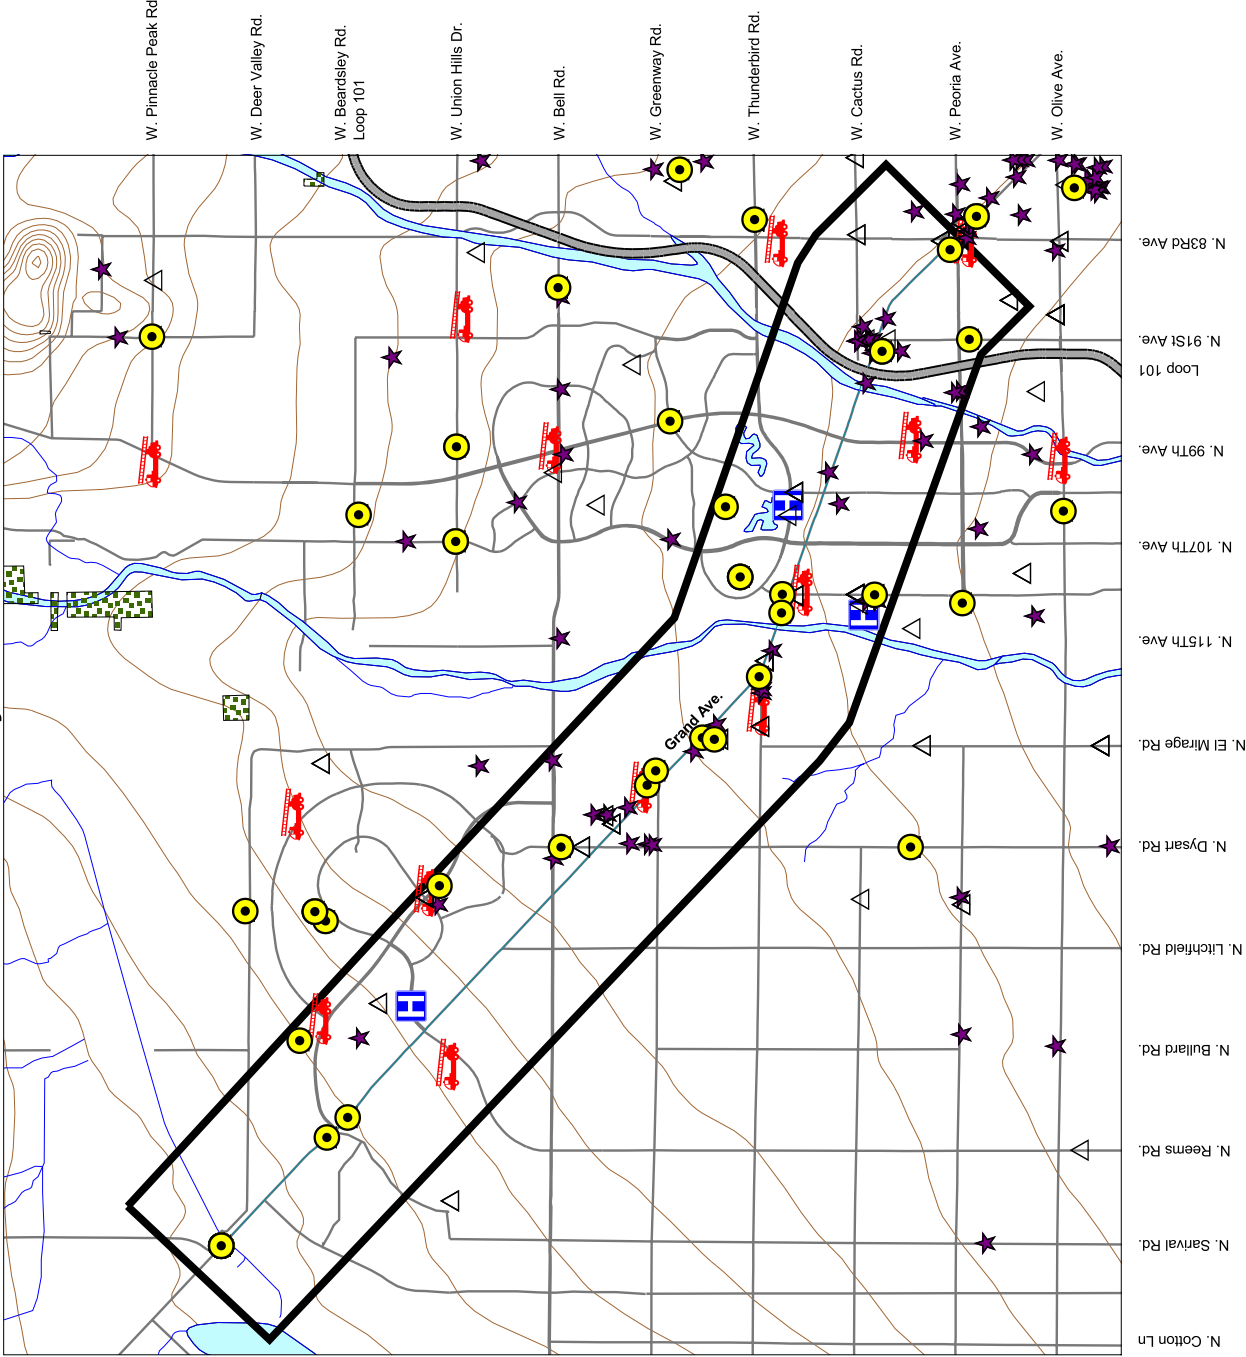 W. Pinnacle Peak Rd
W. Deer Valley Rd.
W. Beardsley Rd.
Loop 101
W. Union Hills Dr.
W. Bell Rd.
W. Greenway Rd.
W. Thunderbird Rd.
W. Cactus Rd.
W. Peoria Ave.
W. Olive Ave.
N. 83Rd Ave.
N. 91St Ave.
Loop 101
N. 99Th Ave.
N. 107Th Ave.
N. 115Th Ave.
N. El Mirage Rd.
N. Dysart Rd.
N. Litchfield Rd.
N. Bullard Rd.
N. Reems Rd.
N. Sarival Rd.
N. Cotton Ln
Grand Ave.
H
H
H